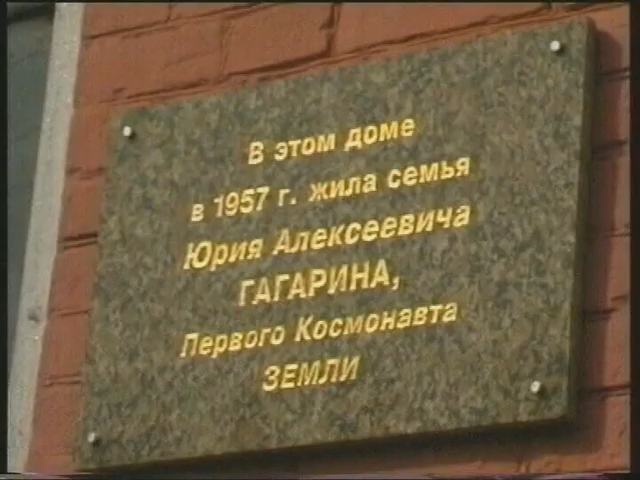 В этом доме
в 1957 г. жила семья
Юрия Алексеевича
ГАГАРИНА,
Первого Космонавта
ЗЕМЛИ